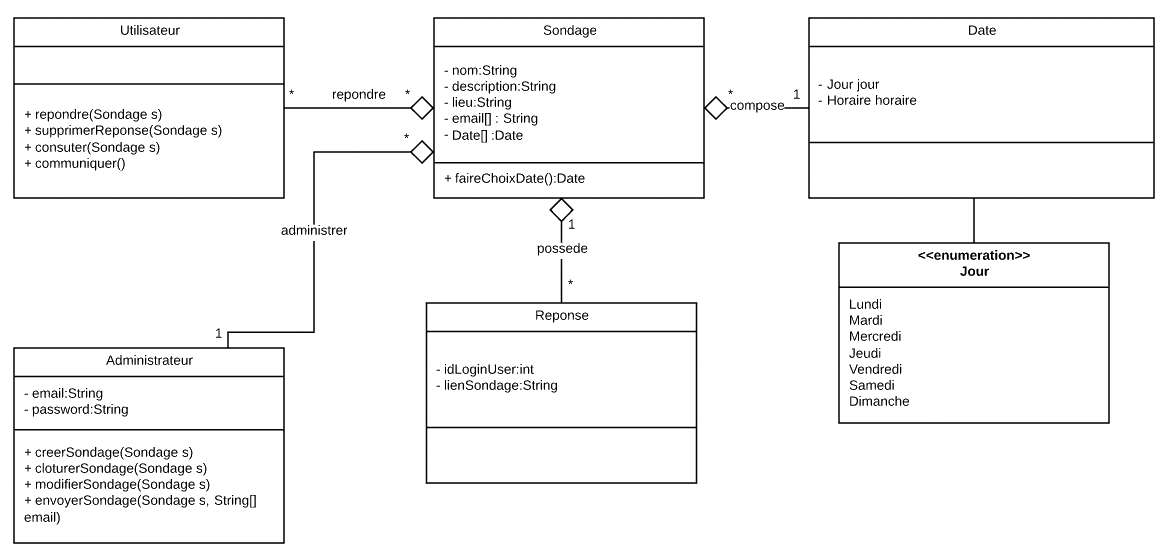 Utilisateur
+ repondre(Sondage s)
+ supprimerReponse(Sondage s)
+ consuter(Sondage s)
+ communiquer()
* repondre *
Sondage
- nom:String
- description:String
- lieu:String
- email[] : String
- Date[] :Date
+ faireChoixDate():Date
* compose 1
Date
- Jour jour
- Horaire horaire
*
administrer
1
1
possede
*
<<enumeration>>
Jour
Lundi
Mardi
Mercredi
Jeudi
Vendredi
Samedi
Dimanche
Reponse
- idLoginUser:int
- lienSondage:String
Administrateur
- email:String
- password:String
+ creerSondage(Sondage s)
+ cloturerSondage(Sondage s)
+ modifierSondage(Sondage s)
+ envoyerSondage(Sondage s, String[]
email)